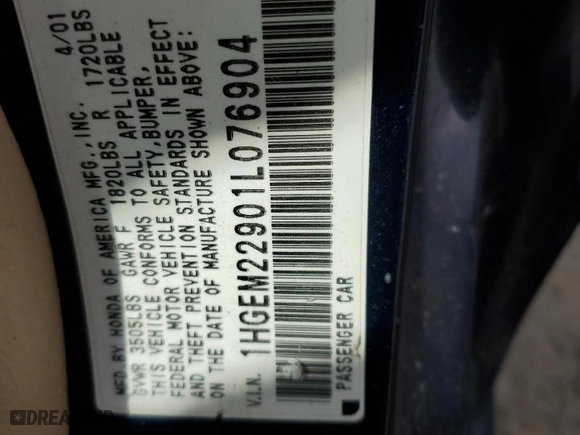 MFD. BY HONDA OF AMERICA MFG., INC. 4/01
GVWR 3505LBS GAWR F 1820LBS R 1720LBS
THIS VEHICLE CONFORMS TO ALL APPLICABLE
FEDERAL MOTOR VEHICLE SAFETY, BUMPER,
AND THEFT PREVENTION STANDARDS IN EFFECT
ON THE DATE OF MANUFACTURE SHOWN ABOVE:
V.I.N. 1HGEM22901L076904
PASSENGER CAR